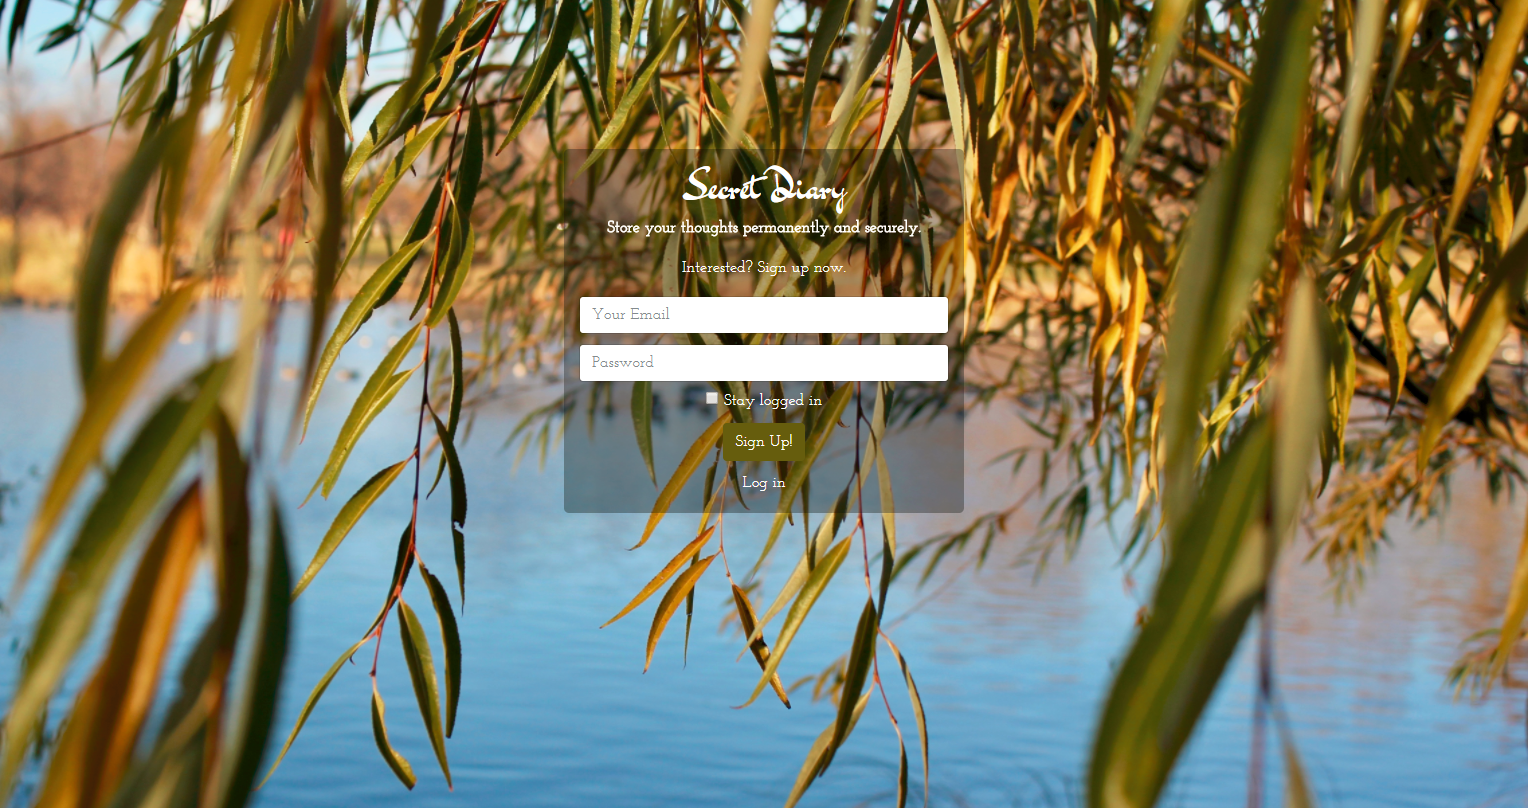 Secret Diary
Store your thoughts permanently and securely.
Interested? Sign up now.
Your Email
Password
Stay logged in
Sign Up!
Log in